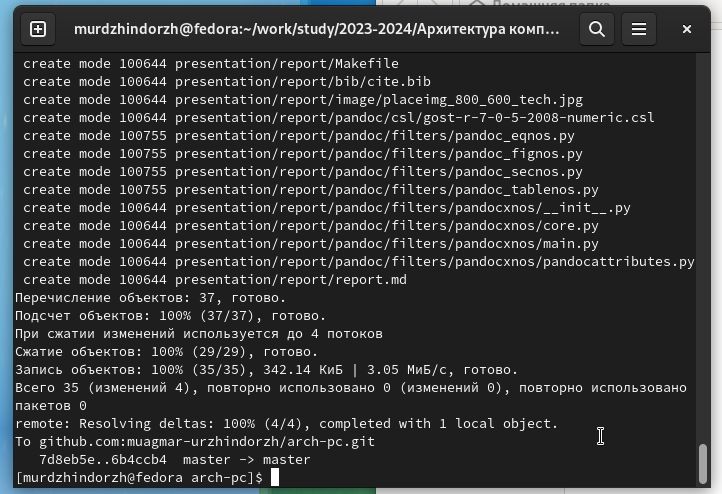 murdzhindorzh@fedora:~/work/study/2023-2024/Архитектура комп…
create mode 100644 presentation/report/Makefile
create mode 100644 presentation/report/bib/cite.bib
create mode 100644 presentation/report/image/placeimg_800_600_tech.jpg
create mode 100644 presentation/report/pandoc/csl/gost-r-7-0-5-2008-numeric.csl
create mode 100755 presentation/report/pandoc/filters/pandoc_eqnos.py
create mode 100755 presentation/report/pandoc/filters/pandoc_fignos.py
create mode 100755 presentation/report/pandoc/filters/pandoc_secnos.py
create mode 100755 presentation/report/pandoc/filters/pandoc_tablenos.py
create mode 100644 presentation/report/pandoc/filters/pandocxnos/__init__.py
create mode 100644 presentation/report/pandoc/filters/pandocxnos/core.py
create mode 100644 presentation/report/pandoc/filters/pandocxnos/main.py
create mode 100644 presentation/report/pandoc/filters/pandocxnos/pandocattributes.py
create mode 100644 presentation/report/report.md
Перечисление объектов: 37, готово.
Подсчет объектов: 100% (37/37), готово.
При сжатии изменений используется до 4 потоков
Сжатие объектов: 100% (29/29), готово.
Запись объектов: 100% (35/35), 342.14 КиБ | 3.05 МиБ/с, готово.
Всего 35 (изменений 4), повторно использовано 0 (изменений 0), повторно использовано
пакетов 0
remote: Resolving deltas: 100% (4/4), completed with 1 local object.
To github.com:muagmar-urzhindorzh/arch-pc.git
7d8eb5e..6b4ccb4  master -> master
[murdzhindorzh@fedora arch-pc]$